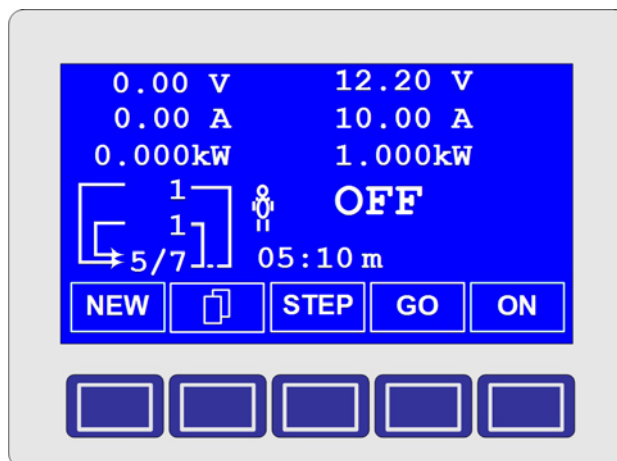 0.00 V 12.20 V
0.00 A 10.00 A
0.000kW 1.000kW
1 OFF
1
5/7 05:10 m
NEW STEP GO ON